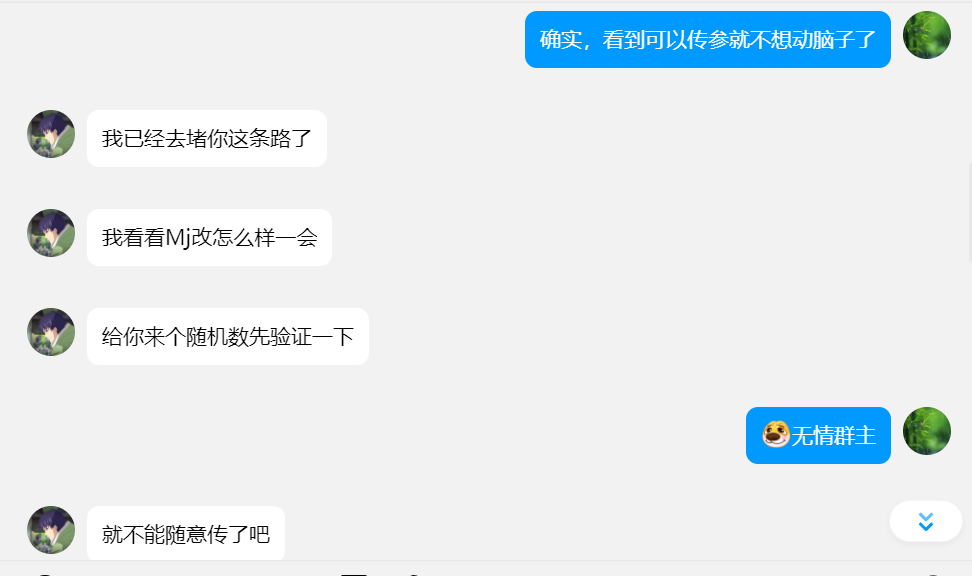 确实，看到可以传参就不想动脑子了
我已经去堵你这条路了
我看看Mj改怎么样一会
给你来个随机数先验证一下
无情群主
就不能随意传了吧